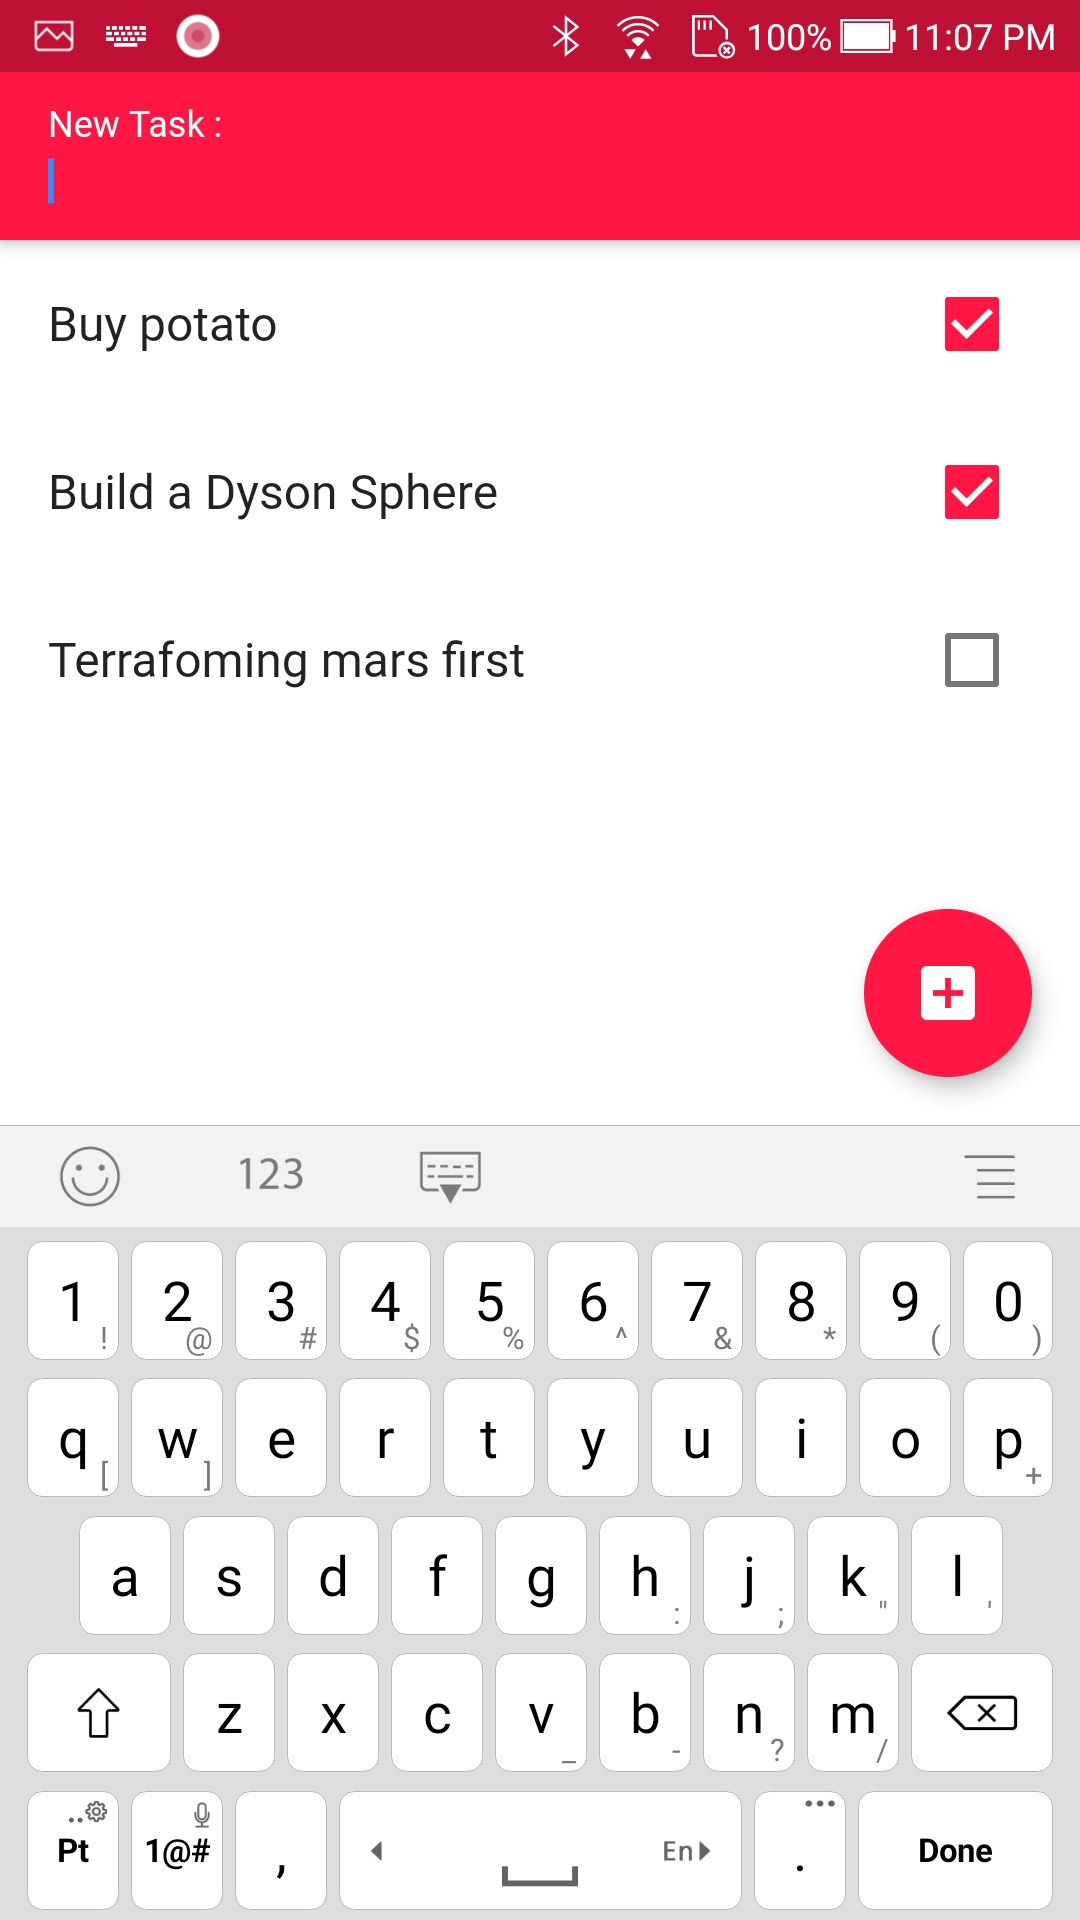 100% 11:07 PM
New Task :
Buy potato
Build a Dyson Sphere
Terrafoming mars first
123
1 ! 2 @ 3 # 4 $ 5 % 6 ^ 7 & 8 * 9 ( 0 )
q [ w ] e r t y u i o p +
a s d f g h : j ; k " l '
z x c v _ b - n ? m /
Pt 1@# , En . Done